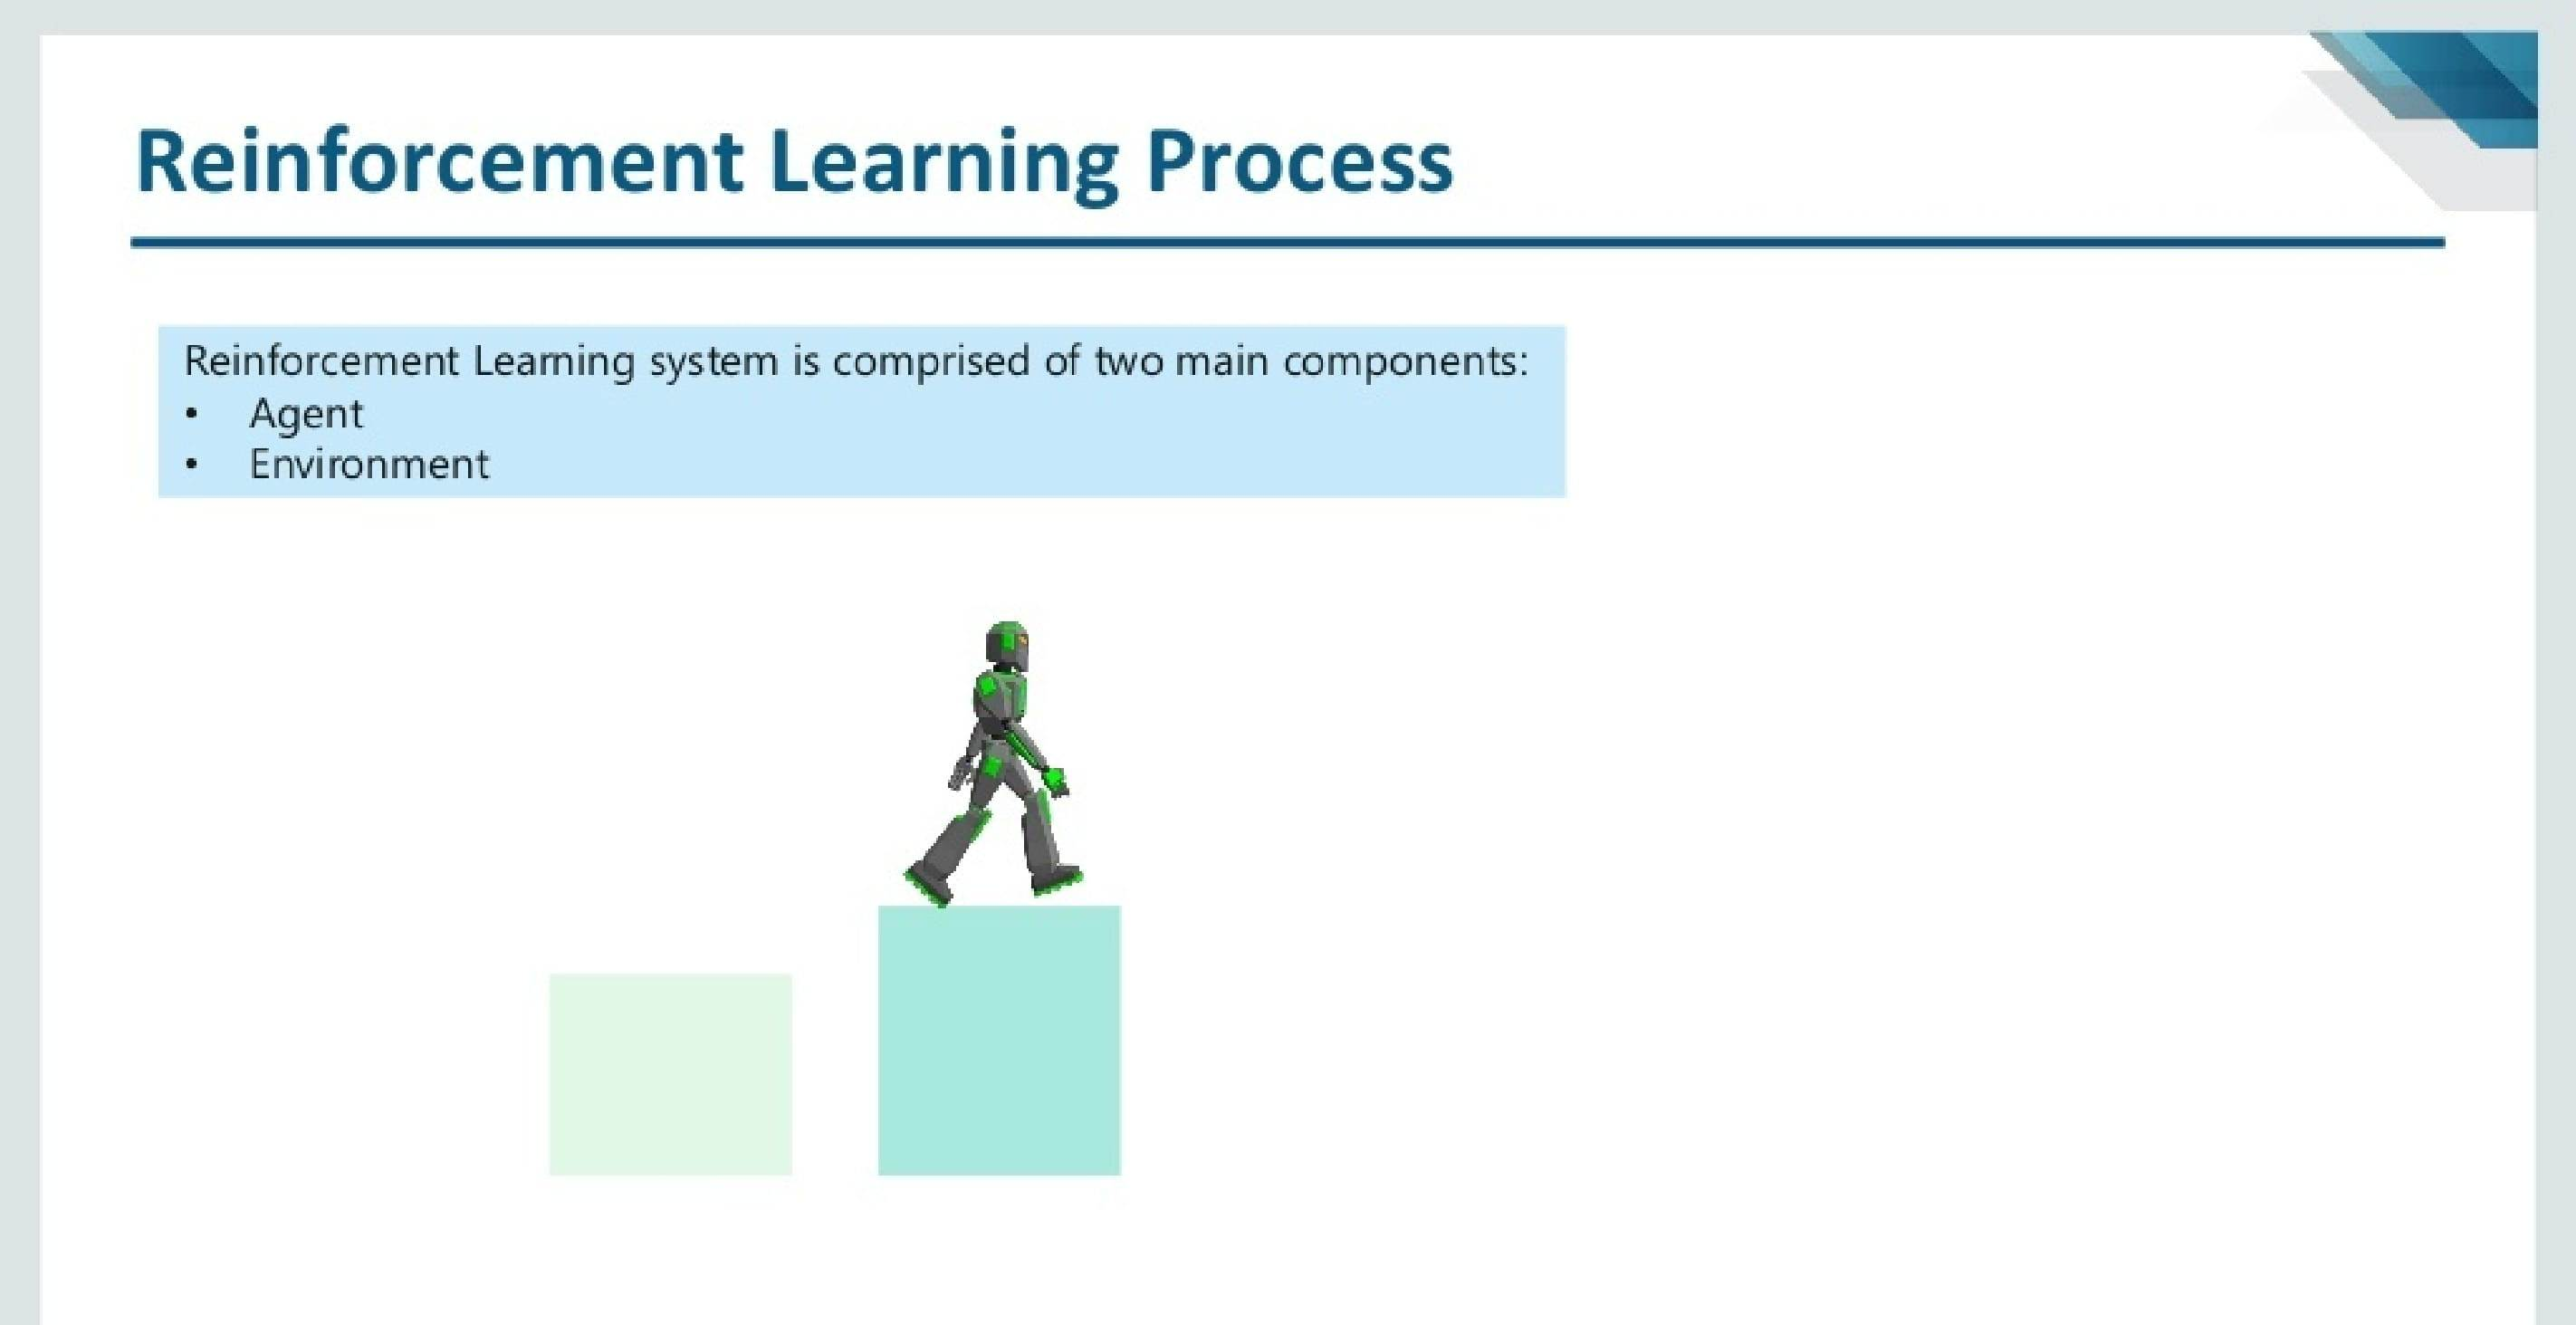 Reinforcement Learning Process
Reinforcement Learning system is comprised of two main components:
• Agent
• Environment